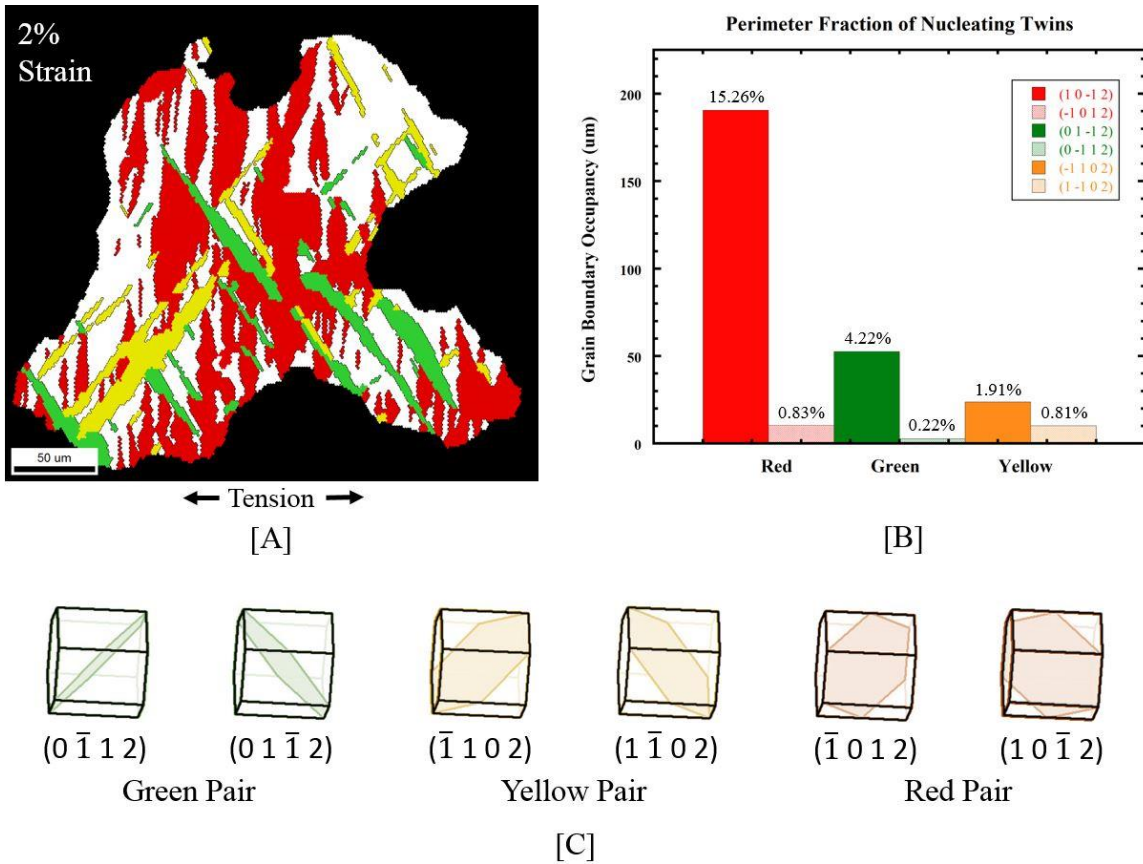 2%
Strain
50 um
Tension
[A]
Perimeter Fraction of Nucleating Twins
Grain Boundary Occupancy (um)
200
150
100
50
0
15.26%
0.83%
4.22%
0.22%
1.91%
0.81%
(1 0 -1 2)
(-1 0 1 2)
(0 1 -1 2)
(0 -1 1 2)
(-1 1 0 2)
(1 -1 0 2)
Red
Green
Yellow
[B]
(0 1̅ 1 2)
(0 1 1̅ 2)
(1̅ 1 0 2)
(1 1̅ 0 2)
(1̅ 0 1 2)
(1 0 1̅ 2)
Green Pair
Yellow Pair
Red Pair
[C]